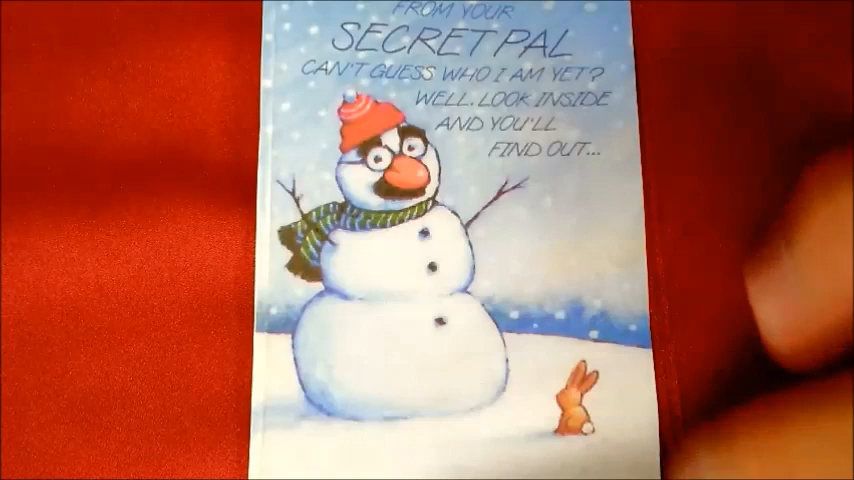 FROM YOUR
SECRET PAL
CAN'T GUESS WHO I AM YET?
WELL, LOOK INSIDE
AND YOU'LL
FIND OUT...